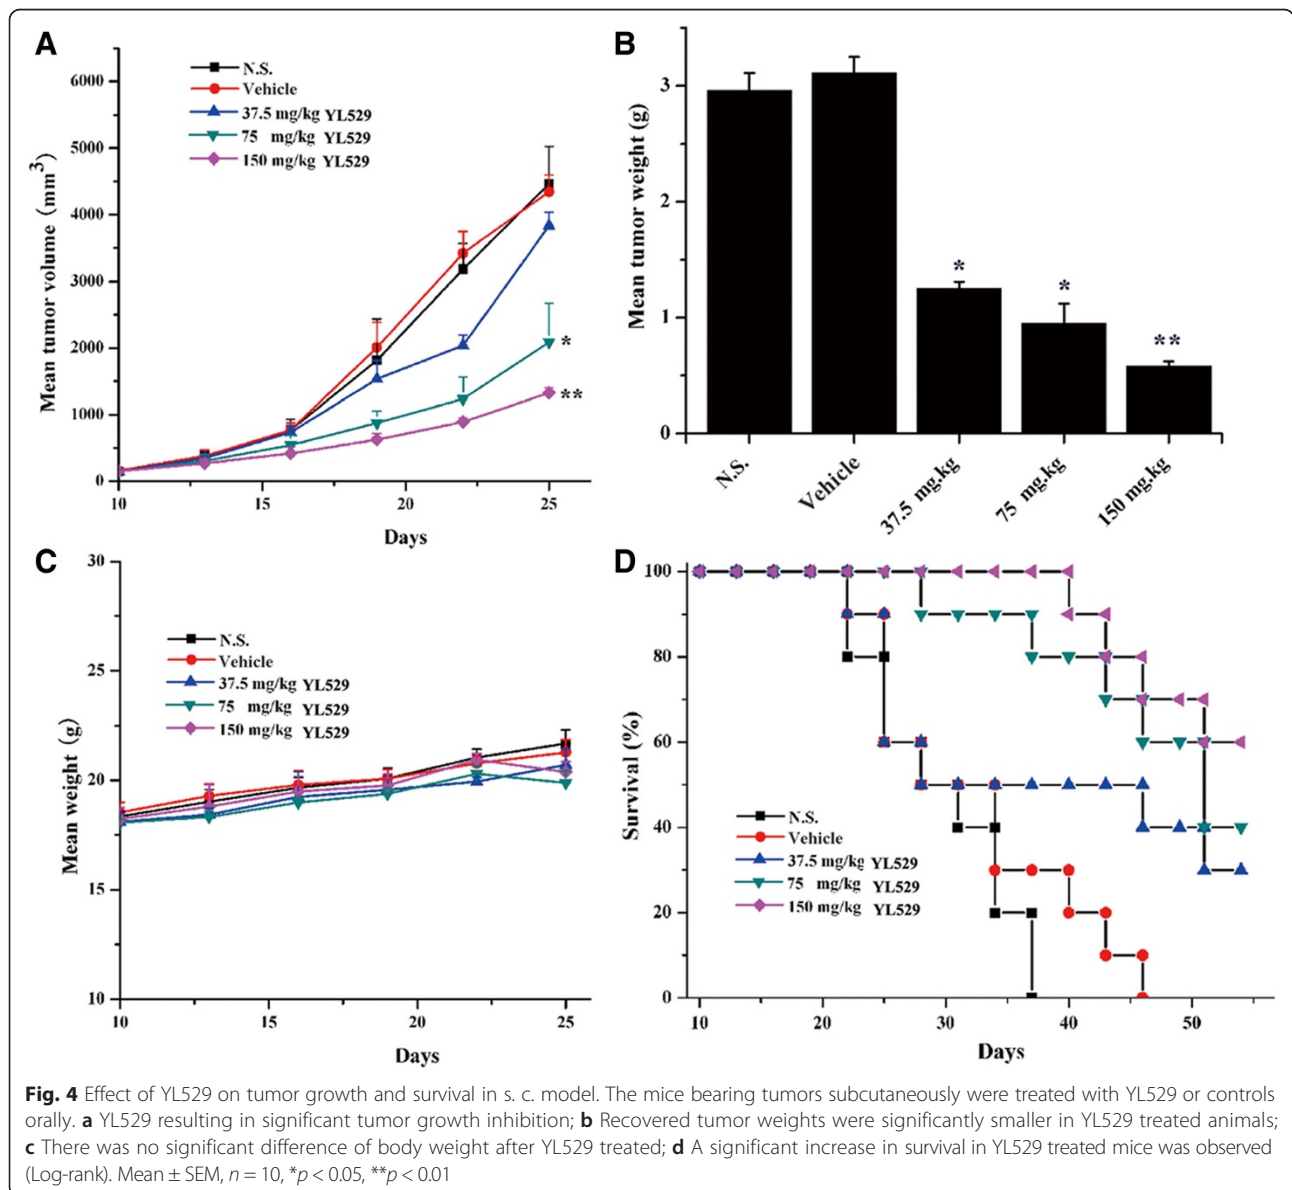 A
Mean tumor volume (mm³)
6000
5000
4000
3000
2000
1000
0
N.S.
Vehicle
37.5 mg/kg YL529
75 mg/kg YL529
150 mg/kg YL529
*
**
10
15
20
25
Days
B
Mean tumor weight (g)
3
2
1
0
*
*
**
N.S.
Vehicle
37.5 mg.kg
75 mg.kg
150 mg.kg
C
Mean weight (g)
30
25
20
15
10
N.S.
Vehicle
37.5 mg/kg YL529
75 mg/kg YL529
150 mg/kg YL529
10
15
20
25
Days
D
Survival (%)
100
80
60
40
20
0
N.S.
Vehicle
37.5 mg/kg YL529
75 mg/kg YL529
150 mg/kg YL529
10
20
30
40
50
Days
Fig. 4 Effect of YL529 on tumor growth and survival in s. c. model. The mice bearing tumors subcutaneously were treated with YL529 or controls
orally. a YL529 resulting in significant tumor growth inhibition; b Recovered tumor weights were significantly smaller in YL529 treated animals;
c There was no significant difference of body weight after YL529 treated; d A significant increase in survival in YL529 treated mice was observed
(Log-rank). Mean ± SEM, n = 10, *p < 0.05, **p < 0.01